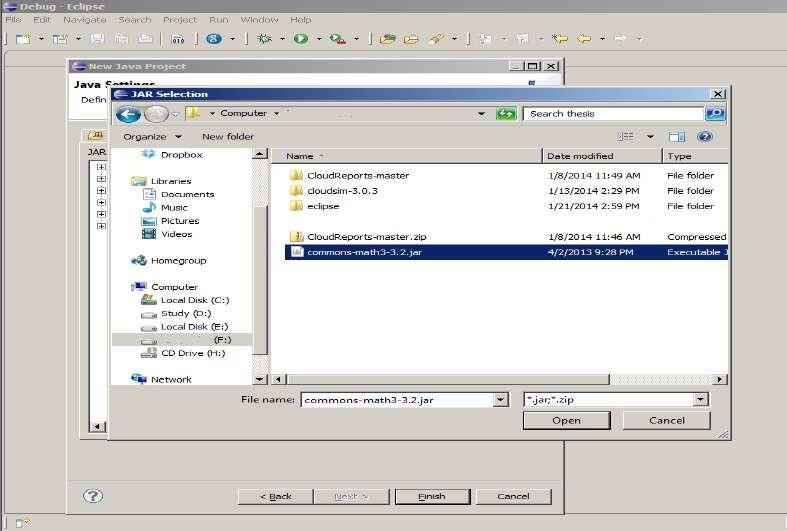 Debug - Eclipse
File Edit Navigate Search Project Run Window Help
New Java Project
Java Settings
Defin
JAR Selection
Computer
Search thesis
Organize New folder
JAR
Dropbox
Libraries
Documents
Music
Pictures
Videos
Homegroup
Computer
Local Disk (C:)
Study (D:)
Local Disk (E:)
(F:)
CD Drive (H:)
Network
Name Date modified Type
CloudReports-master 1/8/2014 11:49 AM File folder
cloudsim-3.0.3 1/13/2014 2:29 PM File folder
eclipse 1/21/2014 2:59 PM File folder
CloudReports-master.zip 1/8/2014 11:46 AM Compressed
commons-math3-3.2.jar 4/2/2013 9:28 PM Executable J
File name: commons-math3-3.2.jar *.jar;*.zip
Open Cancel
< Back Next > Finish Cancel